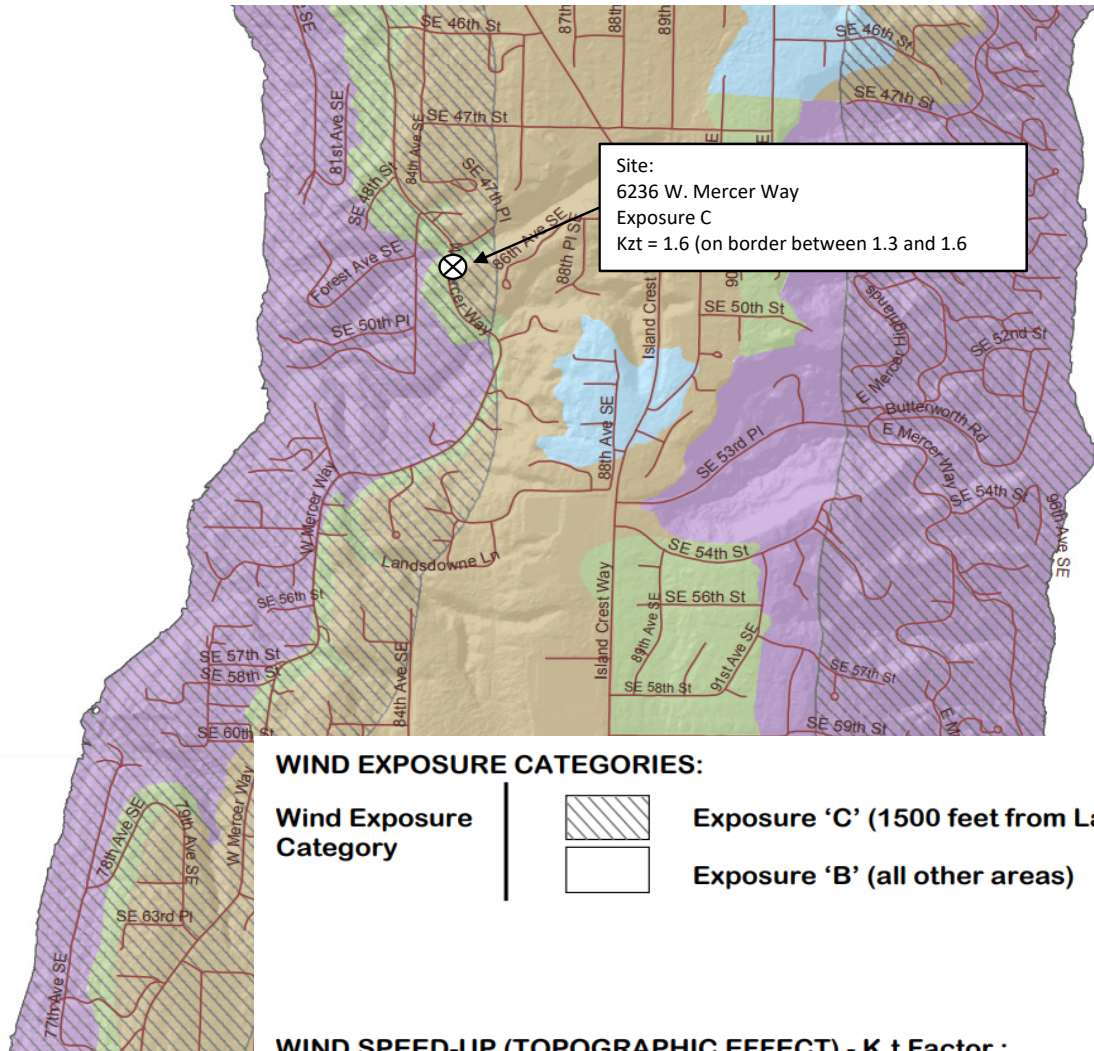 SE 46th St
87th
88th
89th
SE 46th St
SE 47th St
81st Ave SE
84th Ave SE
SE 47th St
SE 47th Pl
SE 48th St
Site:
6236 W. Mercer Way
Exposure C
Kzt = 1.6 (on border between 1.3 and 1.6
86th Ave SE
88th Pl SE
Forest Ave SE
W Mercer Way
SE 50th Pl
Island Crest
90
SE 50th St
E Mercer Highlands
SE 52nd St
Butterworth Rd
E Mercer Way
88th Ave SE
SE 53rd Pl
SE 54th St
96th Ave SE
W Mercer Way
Landsdowne Ln
SE 54th St
SE 56th St
SE 56th St
Island Crest Way
89th Ave SE
91st Ave SE
SE 57th St
SE 58th St
84th Ave SE
SE 58th St
SE 57th St
SE 60th
SE 59th St
E M
78th Ave SE
79th Ave SE
W Mercer Way
SE 63rd Pl
77th Ave SE
WIND EXPOSURE CATEGORIES:
Wind Exposure
Category
Exposure ‘C’ (1500 feet from La
Exposure ‘B’ (all other areas)
WIND SPEED-UP (TOPOGRAPHIC EFFECT) - K t Factor :